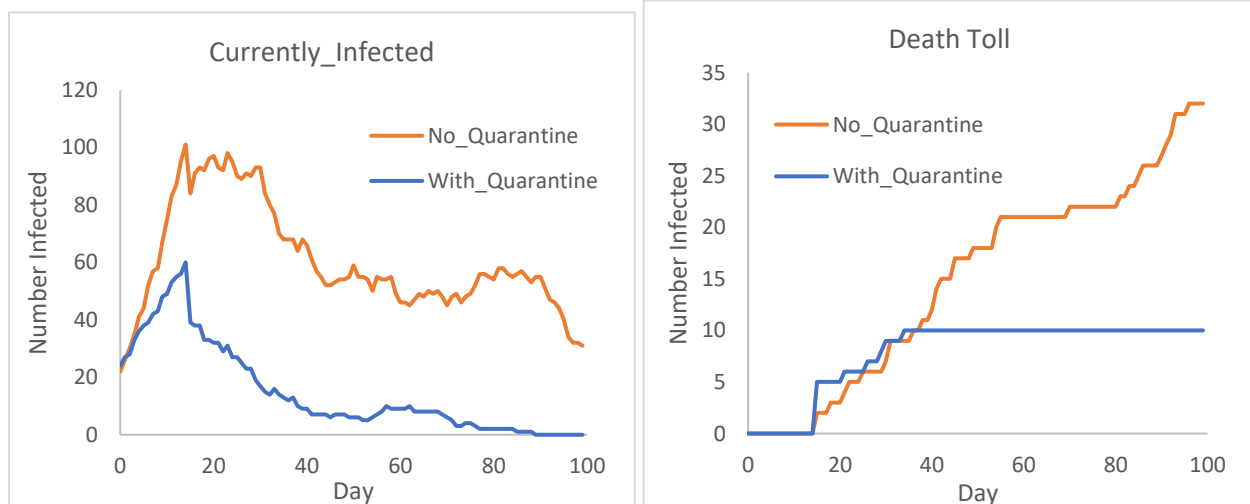 Currently_Infected
120
100
80
60
40
20
0
Number Infected
No_Quarantine
With_Quarantine
0 20 40 60 80 100
Day
Death Toll
35
30
25
20
15
10
5
0
Number Infected
No_Quarantine
With_Quarantine
0 20 40 60 80 100
Day